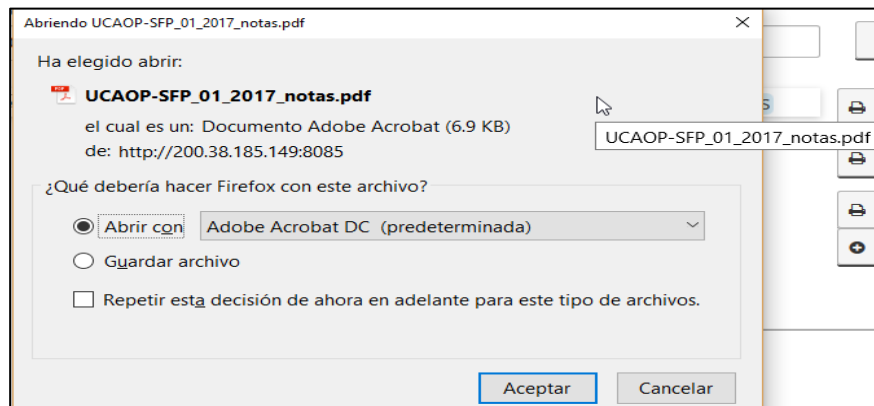 Abriendo UCAOP-SFP_01_2017_notas.pdf
Ha elegido abrir:
UCAOP-SFP_01_2017_notas.pdf
el cual es un: Documento Adobe Acrobat (6.9 KB)
de: http://200.38.185.149:8085
UCAOP-SFP_01_2017_notas.pdf
¿Qué debería hacer Firefox con este archivo?
Abrir con
Adobe Acrobat DC (predeterminada)
Guardar archivo
Repetir esta decisión de ahora en adelante para este tipo de archivos.
Aceptar
Cancelar